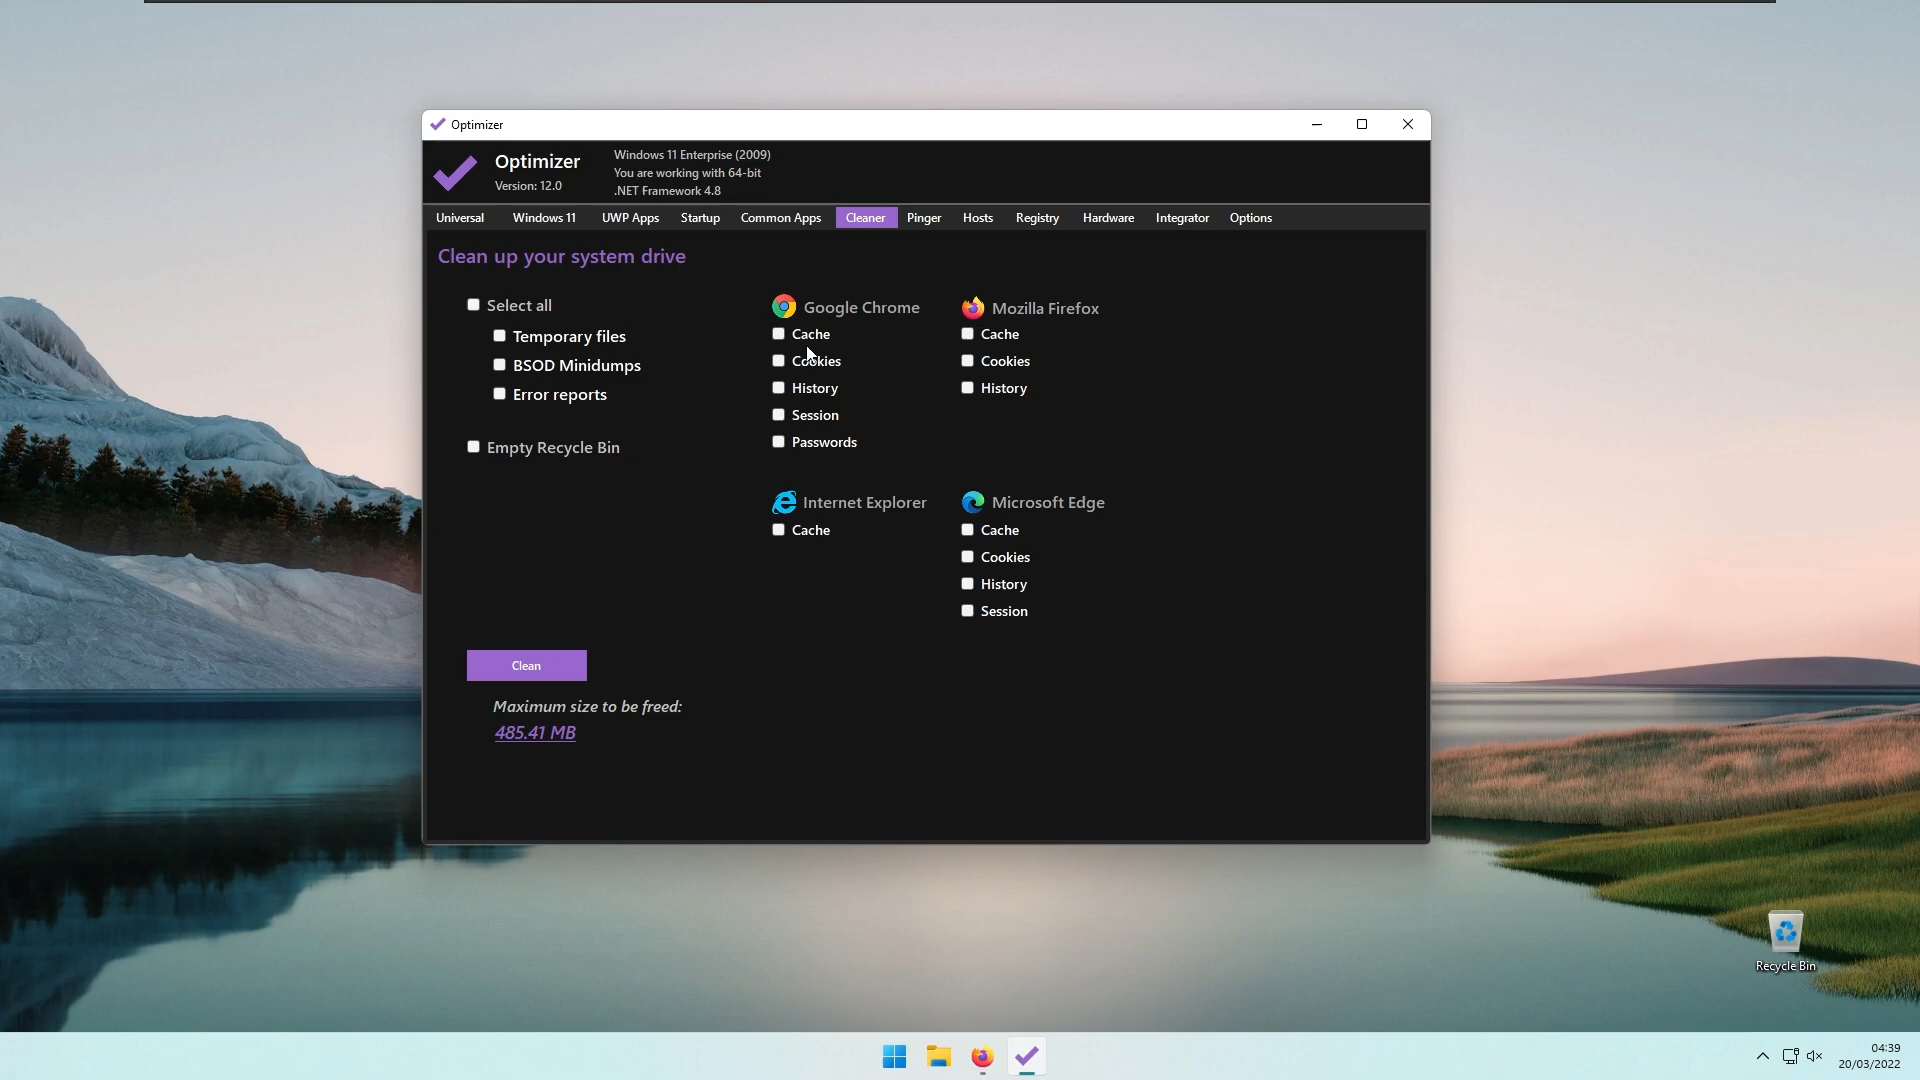 Optimizer
Optimizer
Version: 12.0
Windows 11 Enterprise (2009)
You are working with 64-bit
.NET Framework 4.8
Universal Windows 11 UWP Apps Startup Common Apps Cleaner Pinger Hosts Registry Hardware Integrator Options
Clean up your system drive
Select all
Temporary files
BSOD Minidumps
Error reports
Empty Recycle Bin
Google Chrome
Cache
Cookies
History
Session
Passwords
Mozilla Firefox
Cache
Cookies
History
Internet Explorer
Cache
Microsoft Edge
Cache
Cookies
History
Session
Clean
Maximum size to be freed:
485.41 MB
Recycle Bin
04:39
20/03/2022